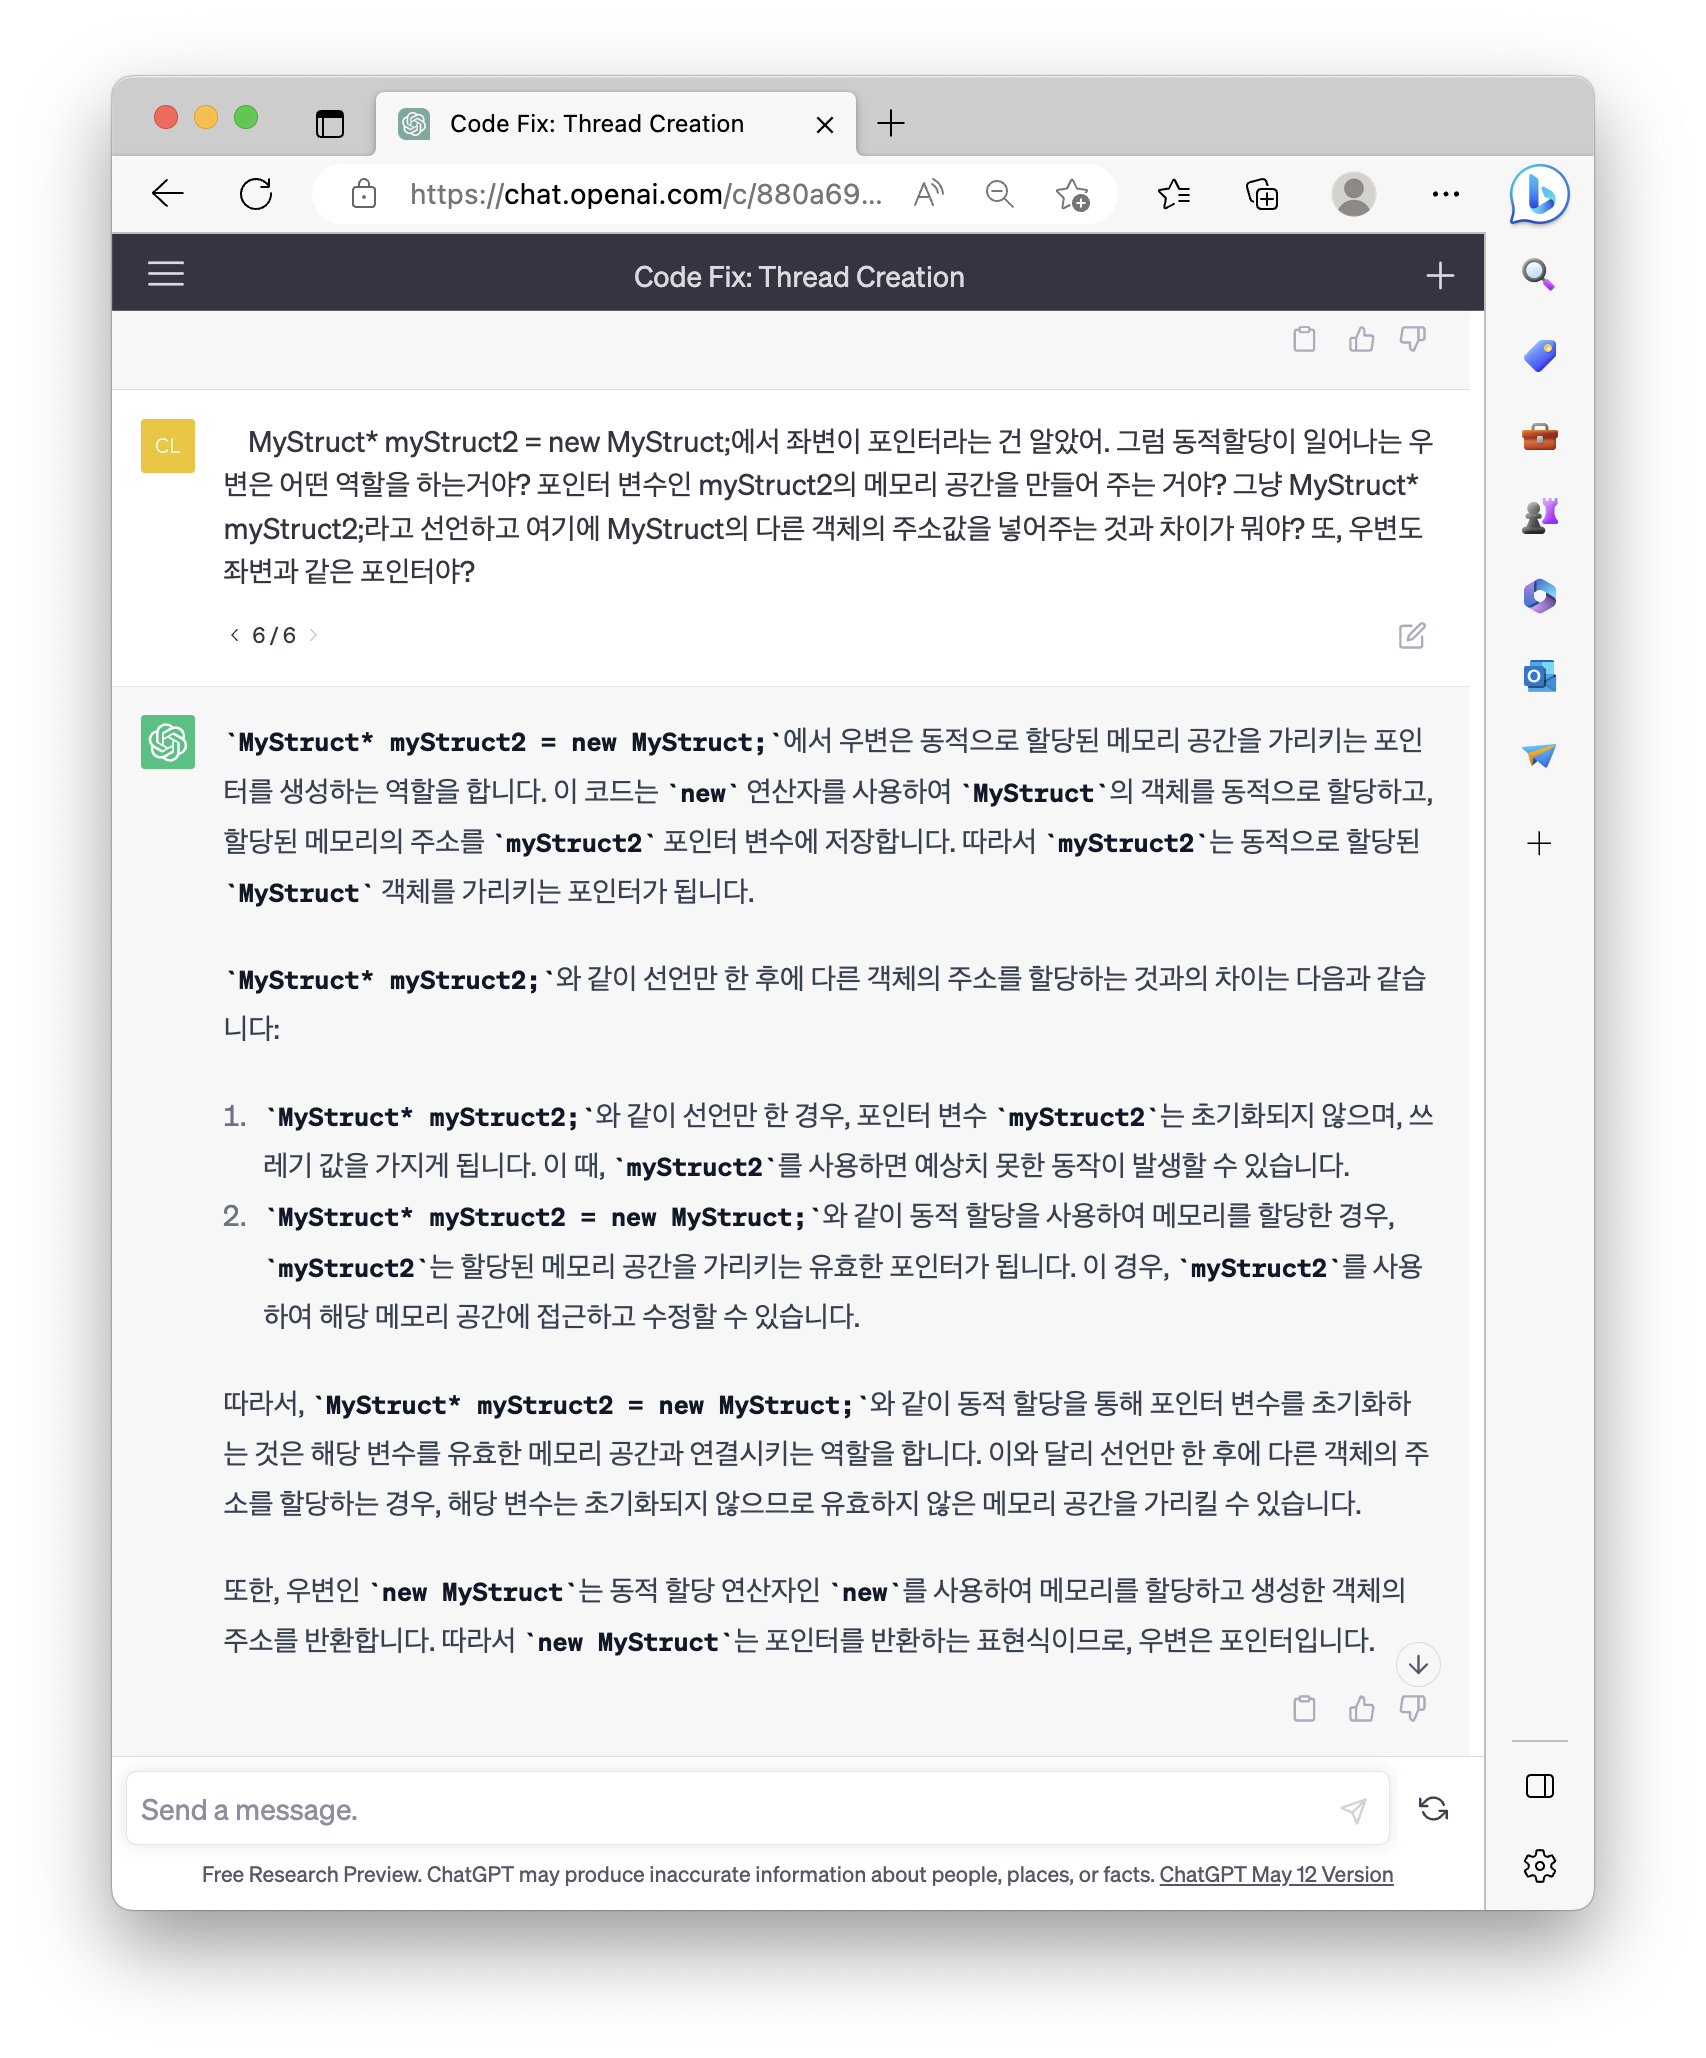 Code Fix: Thread Creation
https://chat.openai.com/c/880a69...
Code Fix: Thread Creation
CL
MyStruct* myStruct2 = new MyStruct;에서 좌변이 포인터라는 건 알았어. 그럼 동적할당이 일어나는 우
변은 어떤 역할을 하는거야? 포인터 변수인 myStruct2의 메모리 공간을 만들어 주는 거야? 그냥 MyStruct*
myStruct2;라고 선언하고 여기에 MyStruct의 다른 객체의 주소값을 넣어주는 것과 차이가 뭐야? 또, 우변도
좌변과 같은 포인터야?
6 / 6
`MyStruct* myStruct2 = new MyStruct;`에서 우변은 동적으로 할당된 메모리 공간을 가리키는 포인
터를 생성하는 역할을 합니다. 이 코드는 `new` 연산자를 사용하여 `MyStruct`의 객체를 동적으로 할당하고,
할당된 메모리의 주소를 `myStruct2` 포인터 변수에 저장합니다. 따라서 `myStruct2`는 동적으로 할당된
`MyStruct` 객체를 가리키는 포인터가 됩니다.
`MyStruct* myStruct2;`와 같이 선언만 한 후에 다른 객체의 주소를 할당하는 것과의 차이는 다음과 같습
니다:
1. `MyStruct* myStruct2;`와 같이 선언만 한 경우, 포인터 변수 `myStruct2`는 초기화되지 않으며, 쓰
레기 값을 가지게 됩니다. 이 때, `myStruct2`를 사용하면 예상치 못한 동작이 발생할 수 있습니다.
2. `MyStruct* myStruct2 = new MyStruct;`와 같이 동적 할당을 사용하여 메모리를 할당한 경우,
`myStruct2`는 할당된 메모리 공간을 가리키는 유효한 포인터가 됩니다. 이 경우, `myStruct2`를 사용
하여 해당 메모리 공간에 접근하고 수정할 수 있습니다.
따라서, `MyStruct* myStruct2 = new MyStruct;`와 같이 동적 할당을 통해 포인터 변수를 초기화하
는 것은 해당 변수를 유효한 메모리 공간과 연결시키는 역할을 합니다. 이와 달리 선언만 한 후에 다른 객체의 주
소를 할당하는 경우, 해당 변수는 초기화되지 않으므로 유효하지 않은 메모리 공간을 가리킬 수 있습니다.
또한, 우변인 `new MyStruct`는 동적 할당 연산자인 `new`를 사용하여 메모리를 할당하고 생성한 객체의
주소를 반환합니다. 따라서 `new MyStruct`는 포인터를 반환하는 표현식이므로, 우변은 포인터입니다.
Send a message.
Free Research Preview. ChatGPT may produce inaccurate information about people, places, or facts. ChatGPT May 12 Version